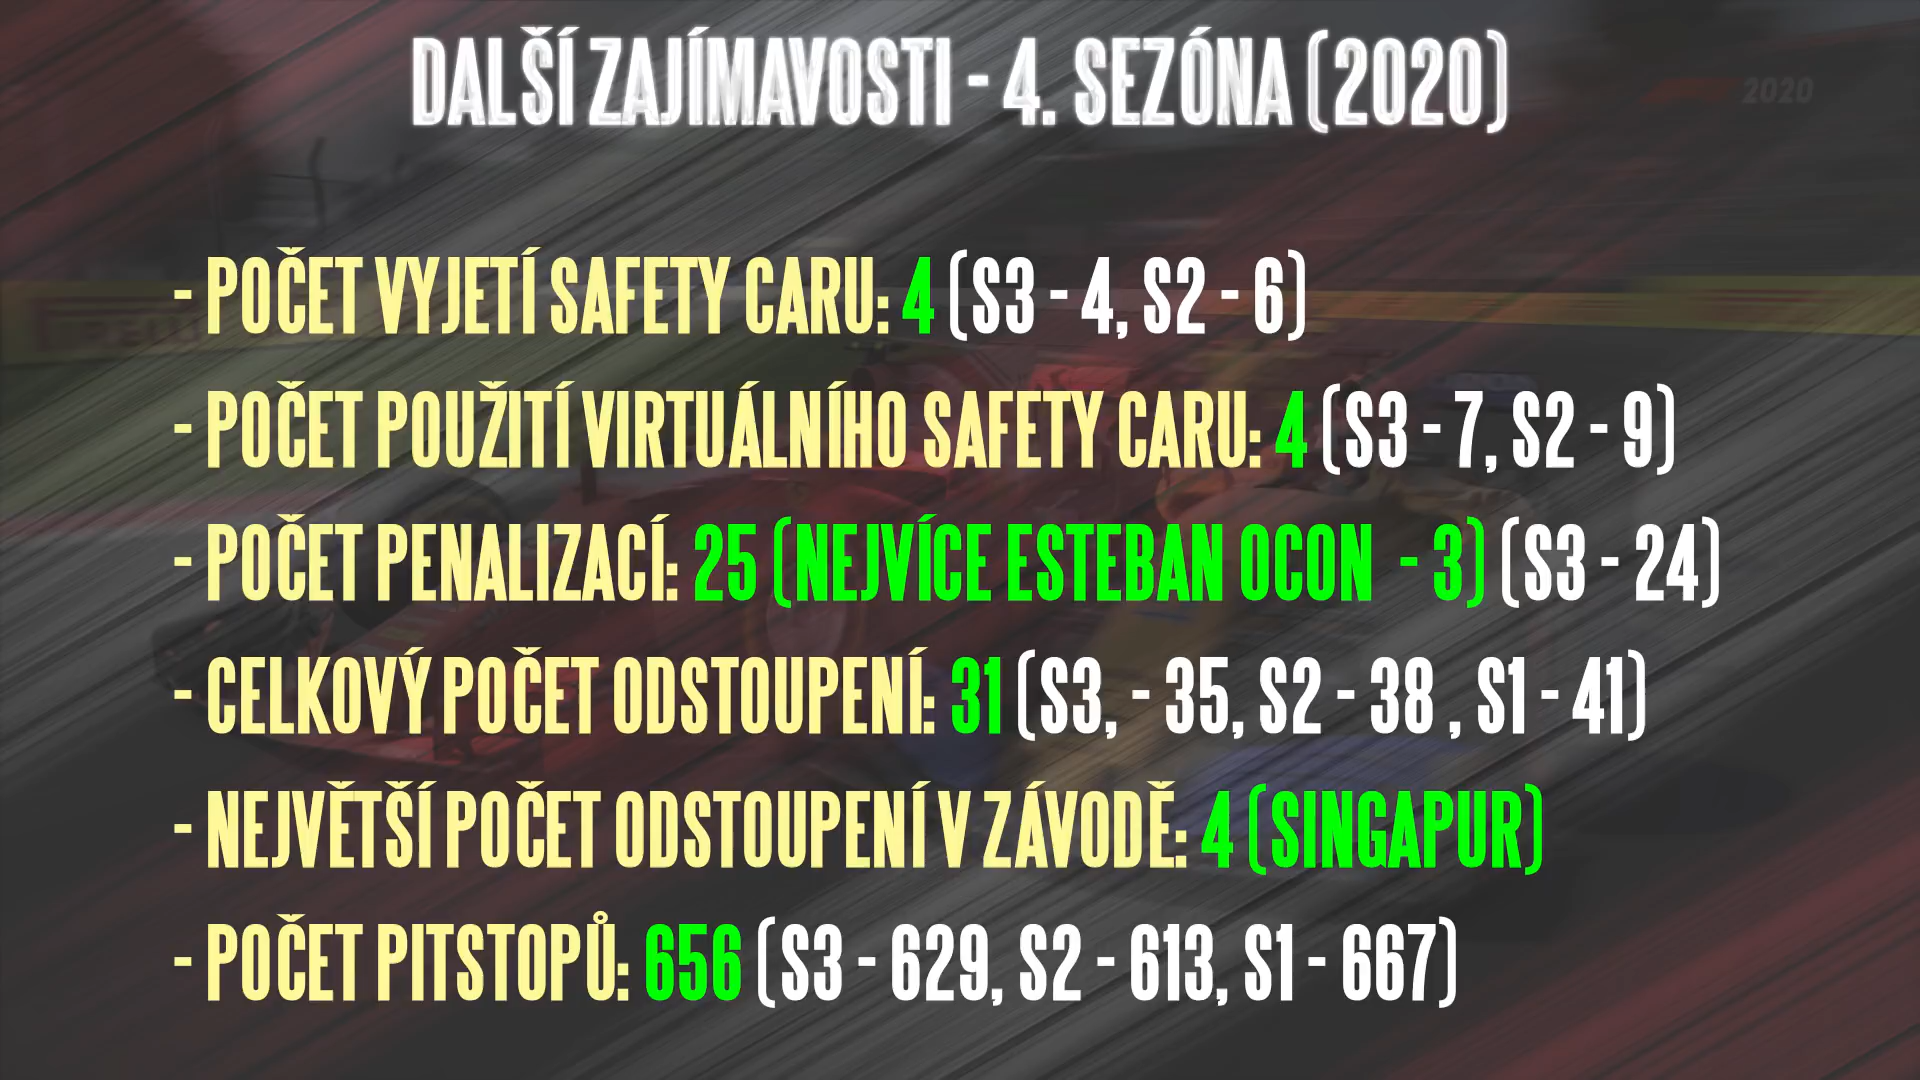 DALŠÍ ZAJÍMAVOSTI - 4. SEZÓNA (2020)
2020
- POČET VYJETÍ SAFETY CARU: 4 (S3 - 4, S2 - 6)
- POČET POUŽITÍ VIRTUÁLNÍHO SAFETY CARU: 4 (S3 - 7, S2 - 9)
- POČET PENALIZACÍ: 25 (NEJVÍCE ESTEBAN OCON - 3) (S3 - 24)
- CELKOVÝ POČET ODSTOUPENÍ: 31 (S3, - 35, S2 - 38 , S1 - 41)
- NEJVĚTŠÍ POČET ODSTOUPENÍ V ZÁVODĚ: 4 (SINGAPUR)
- POČET PITSTOPŮ: 656 (S3 - 629, S2 - 613, S1 - 667)